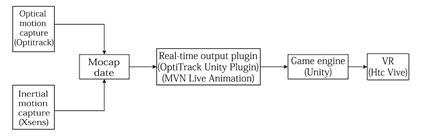 Optical
motion
capture
(Optitrack)
Inertial
motion
capture
(Xsens)
Mocap
date
Real-time output plugin
(OptiTrack Unity Plugin)
(MVN Live Animation)
Game engine
(Unity)
VR
(Htc Vive)